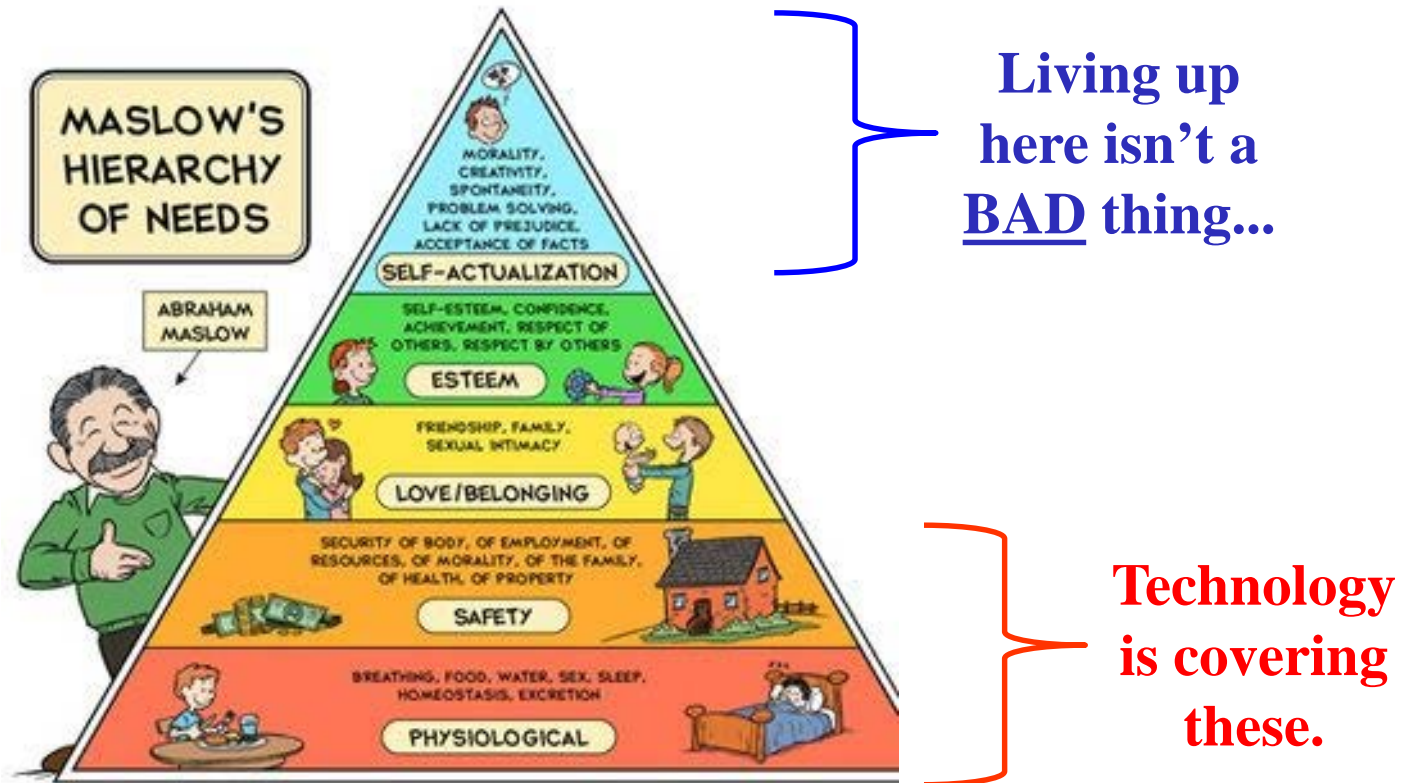 MASLOW'S
HIERARCHY
OF NEEDS
ABRAHAM
MASLOW
MORALITY,
CREATIVITY,
SPONTANEITY,
PROBLEM SOLVING,
LACK OF PREJUDICE,
ACCEPTANCE OF FACTS
SELF-ACTUALIZATION
SELF-ESTEEM, CONFIDENCE,
ACHIEVEMENT, RESPECT OF
OTHERS, RESPECT BY OTHERS
ESTEEM
FRIENDSHIP, FAMILY,
SEXUAL INTIMACY
LOVE/BELONGING
SECURITY OF BODY, OF EMPLOYMENT, OF
RESOURCES, OF MORALITY, OF THE FAMILY,
OF HEALTH, OF PROPERTY
SAFETY
BREATHING, FOOD, WATER, SEX, SLEEP,
HOMEOSTASIS, EXCRETION
PHYSIOLOGICAL
Living up
here isn’t a
BAD thing...
Technology
is covering
these.